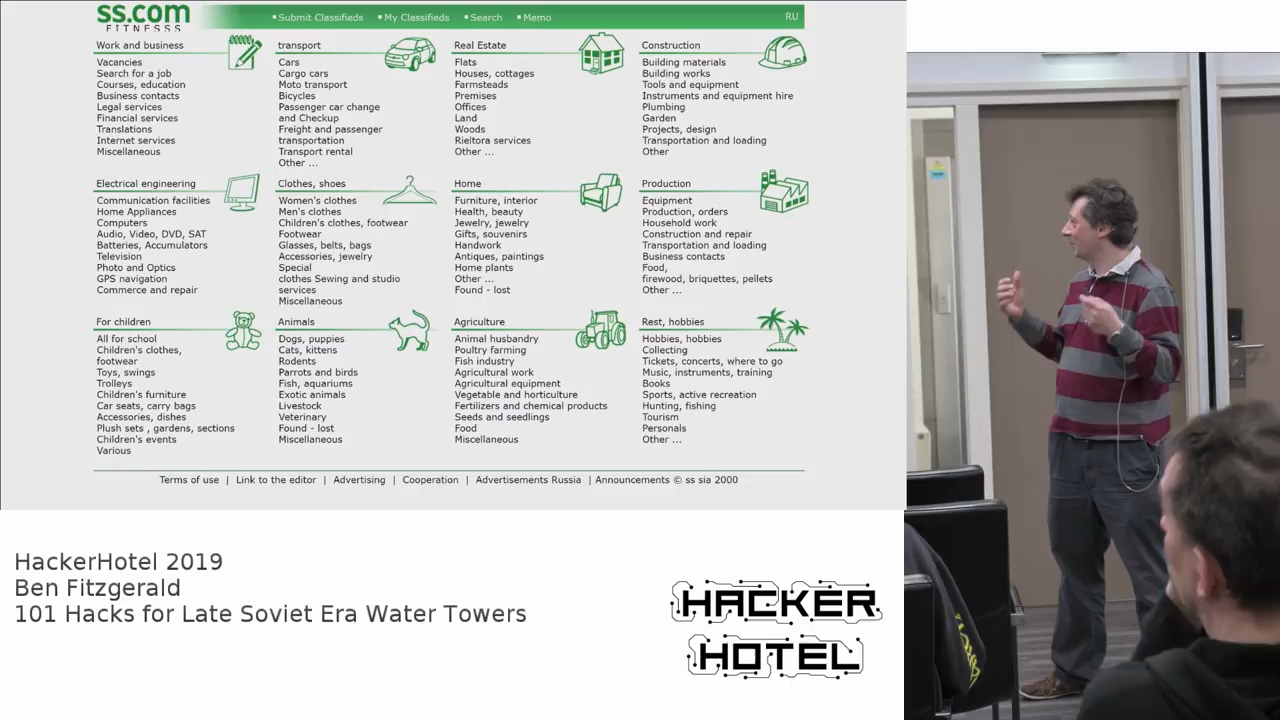 ss.com
FITNESSS
Submit Classifieds
My Classifieds
Search
Memo
RU
Work and business
Vacancies
Search for a job
Courses, education
Business contacts
Legal services
Financial services
Translations
Internet services
Miscellaneous
transport
Cars
Cargo cars
Moto transport
Bicycles
Passenger car change
and Checkup
Freight and passenger
transportation
Transport rental
Other ...
Real Estate
Flats
Houses, cottages
Farmsteads
Premises
Offices
Land
Woods
Rieltora services
Other ...
Construction
Building materials
Building works
Tools and equipment
Instruments and equipment hire
Plumbing
Garden
Projects, design
Transportation and loading
Other
Electrical engineering
Communication facilities
Home Appliances
Computers
Audio, Video, DVD, SAT
Batteries, Accumulators
Television
Photo and Optics
GPS navigation
Commerce and repair
Clothes, shoes
Women's clothes
Men's clothes
Children's clothes, footwear
Footwear
Glasses, belts, bags
Accessories, jewelry
Special
clothes Sewing and studio
services
Miscellaneous
Home
Furniture, interior
Health, beauty
Jewelry, jewelry
Gifts, souvenirs
Handwork
Antiques, paintings
Home plants
Other ...
Found - lost
Production
Equipment
Production, orders
Household work
Construction and repair
Transportation and loading
Business contacts
Food,
firewood, briquettes, pellets
Other ...
For children
All for school
Children's clothes,
footwear
Toys, swings
Trolleys
Children's furniture
Car seats, carry bags
Accessories, dishes
Plush sets , gardens, sections
Children's events
Various
Animals
Dogs, puppies
Cats, kittens
Rodents
Parrots and birds
Fish, aquariums
Exotic animals
Livestock
Veterinary
Found - lost
Miscellaneous
Agriculture
Animal husbandry
Poultry farming
Fish industry
Agricultural work
Agricultural equipment
Vegetable and horticulture
Fertilizers and chemical products
Seeds and seedlings
Food
Miscellaneous
Rest, hobbies
Hobbies, hobbies
Collecting
Tickets, concerts, where to go
Music, instruments, training
Books
Sports, active recreation
Hunting, fishing
Tourism
Personals
Other ...
Terms of use | Link to the editor | Advertising | Cooperation | Advertisements Russia | Announcements © ss sia 2000
HackerHotel 2019
Ben Fitzgerald
101 Hacks for Late Soviet Era Water Towers
HACKER
HOTEL